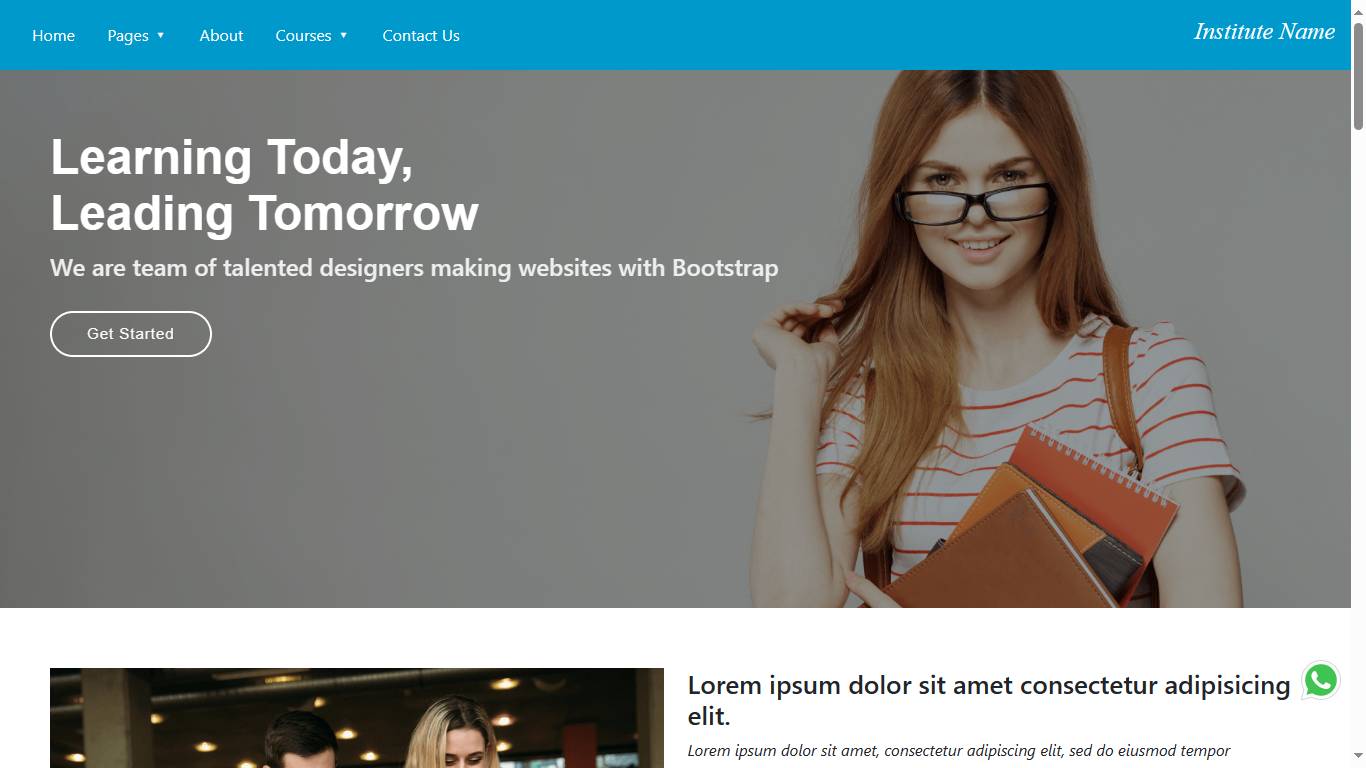 Home
Pages ▼
About
Courses ▼
Contact Us
Institute Name
Learning Today,
Leading Tomorrow
We are team of talented designers making websites with Bootstrap
Get Started
Lorem ipsum dolor sit amet consectetur adipisicing
elit.
Lorem ipsum dolor sit amet, consectetur adipiscing elit, sed do eiusmod tempor